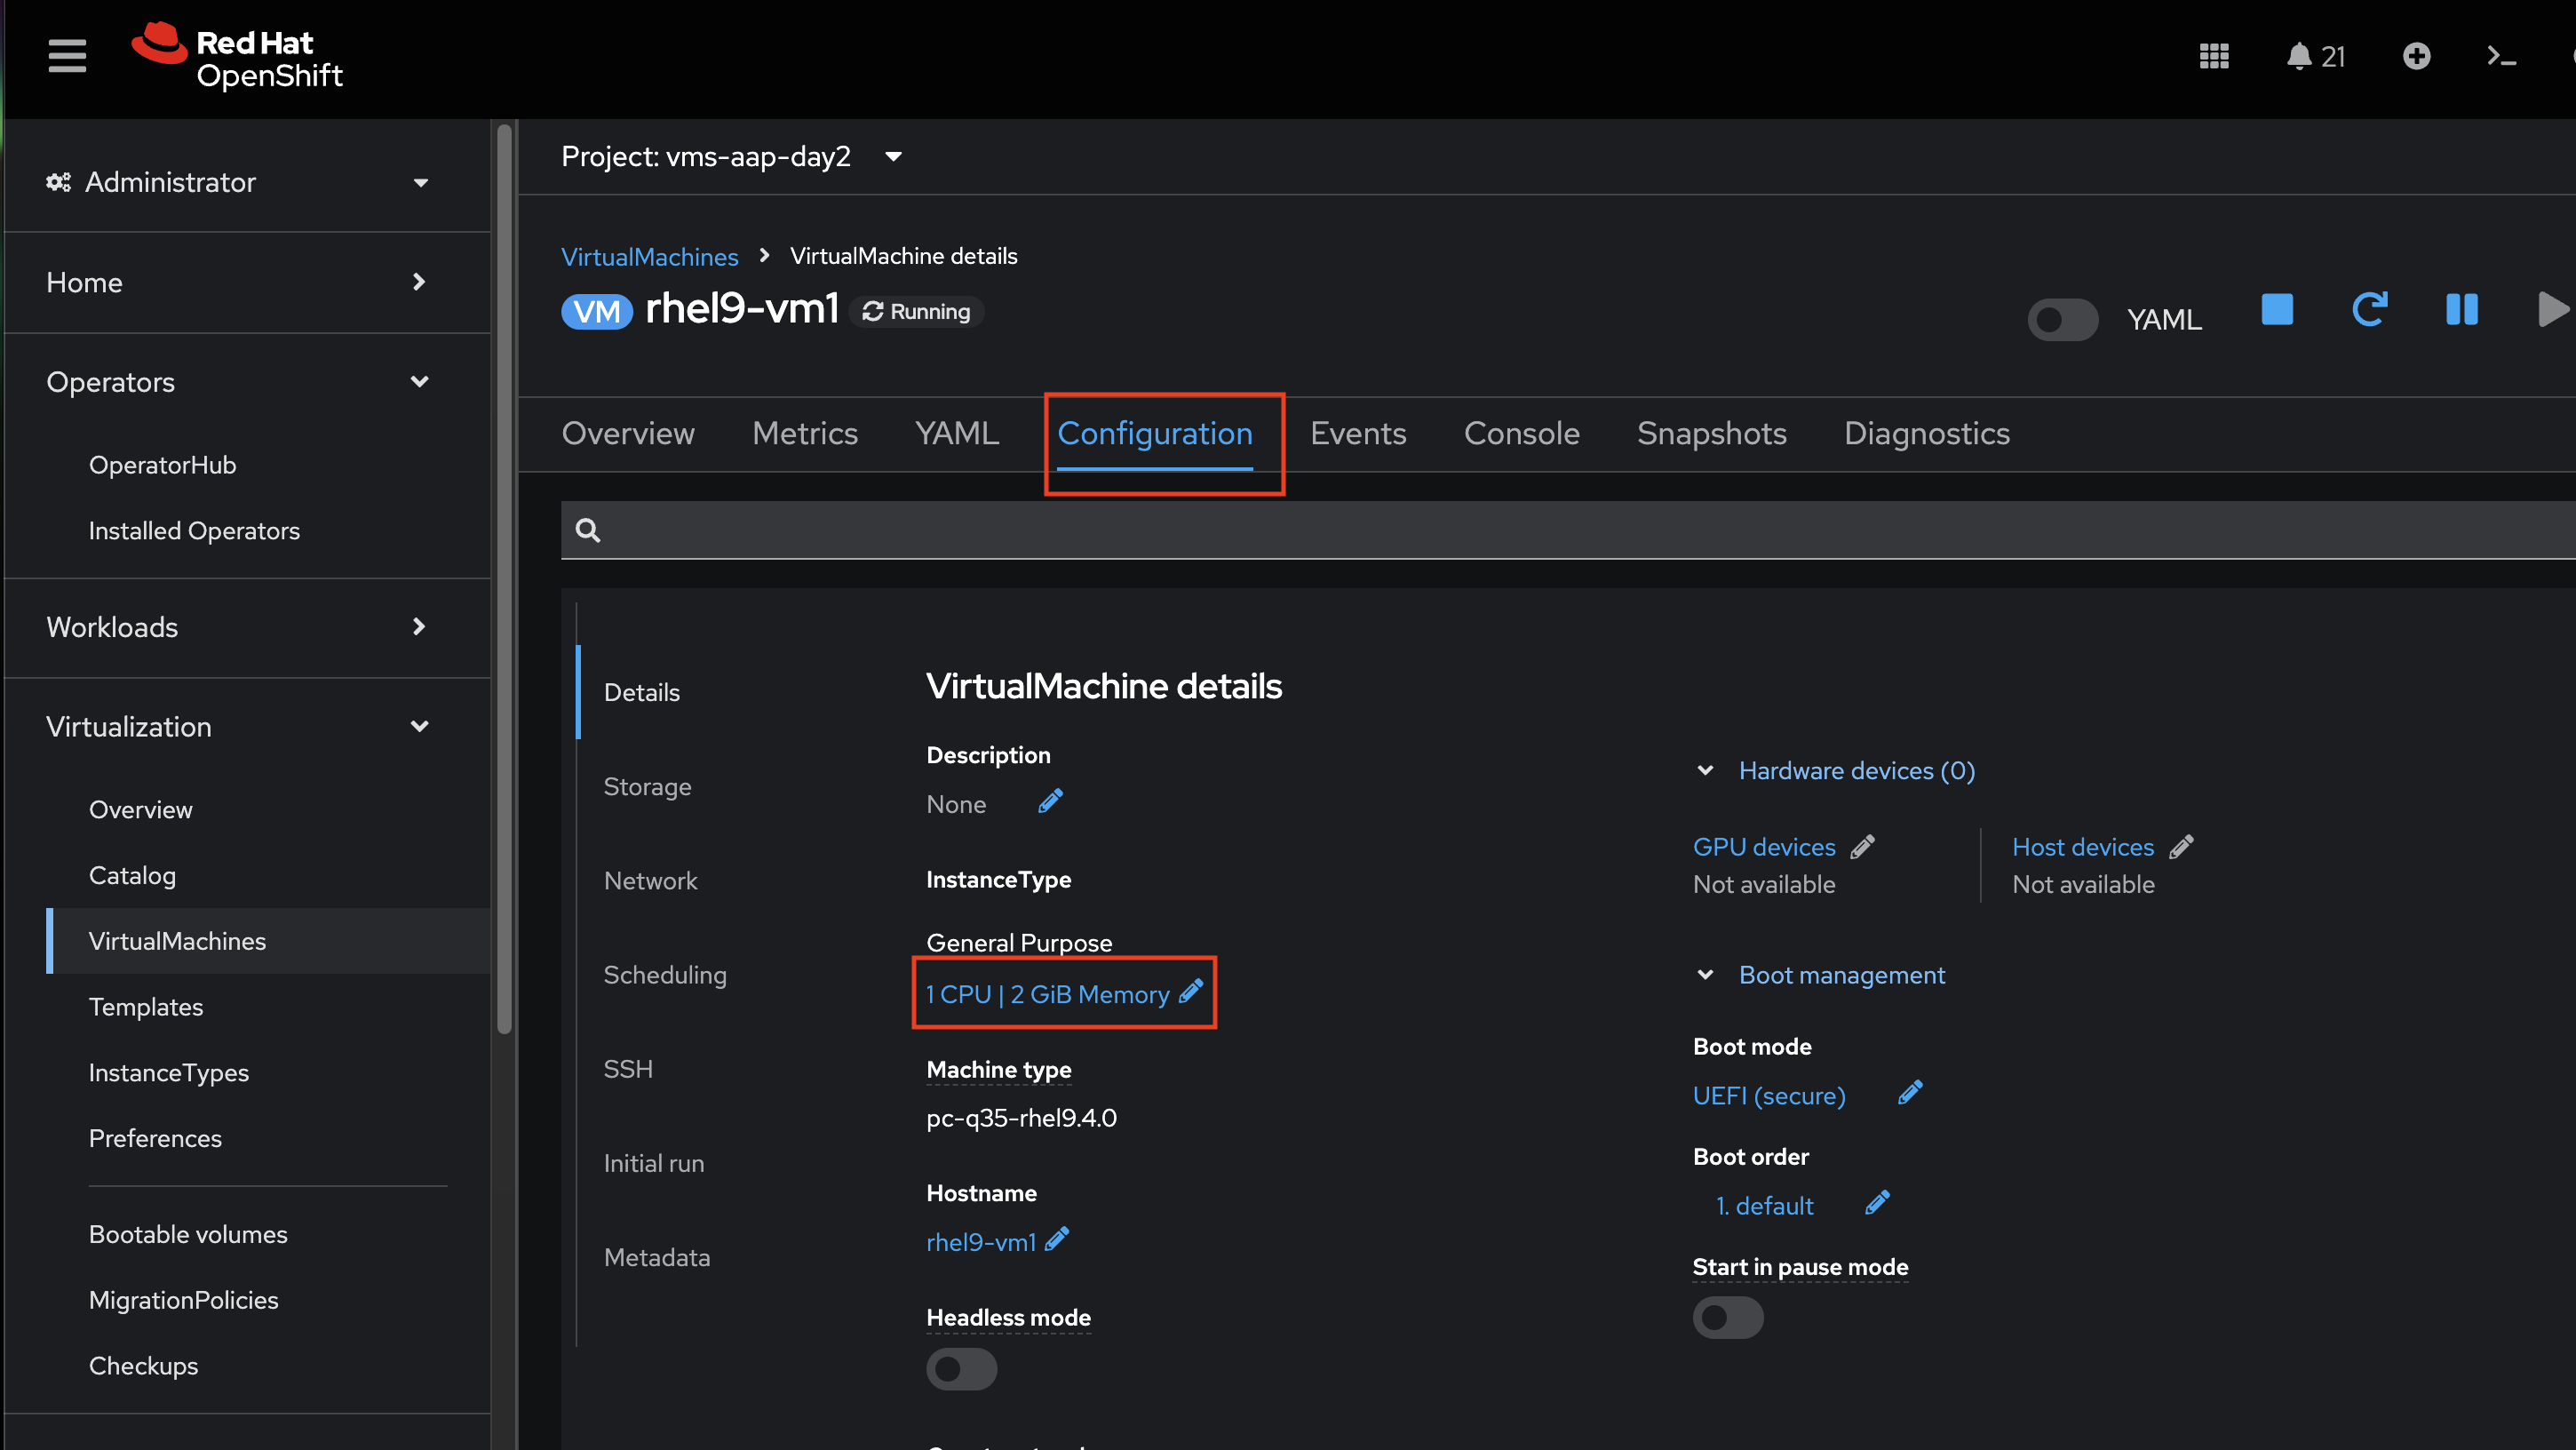 Red Hat
OpenShift
21
Administrator
Home
Operators
OperatorHub
Installed Operators
Workloads
Virtualization
Overview
Catalog
VirtualMachines
Templates
InstanceTypes
Preferences
Bootable volumes
MigrationPolicies
Checkups
Project: vms-aap-day2
VirtualMachines > VirtualMachine details
VM rhel9-vm1 Running
YAML
Overview Metrics YAML Configuration Events Console Snapshots Diagnostics
Details
Storage
Network
Scheduling
SSH
Initial run
Metadata
VirtualMachine details
Description
None
InstanceType
General Purpose
1 CPU | 2 GiB Memory
Machine type
pc-q35-rhel9.4.0
Hostname
rhel9-vm1
Headless mode
Hardware devices (0)
GPU devices
Not available
Host devices
Not available
Boot management
Boot mode
UEFI (secure)
Boot order
1. default
Start in pause mode